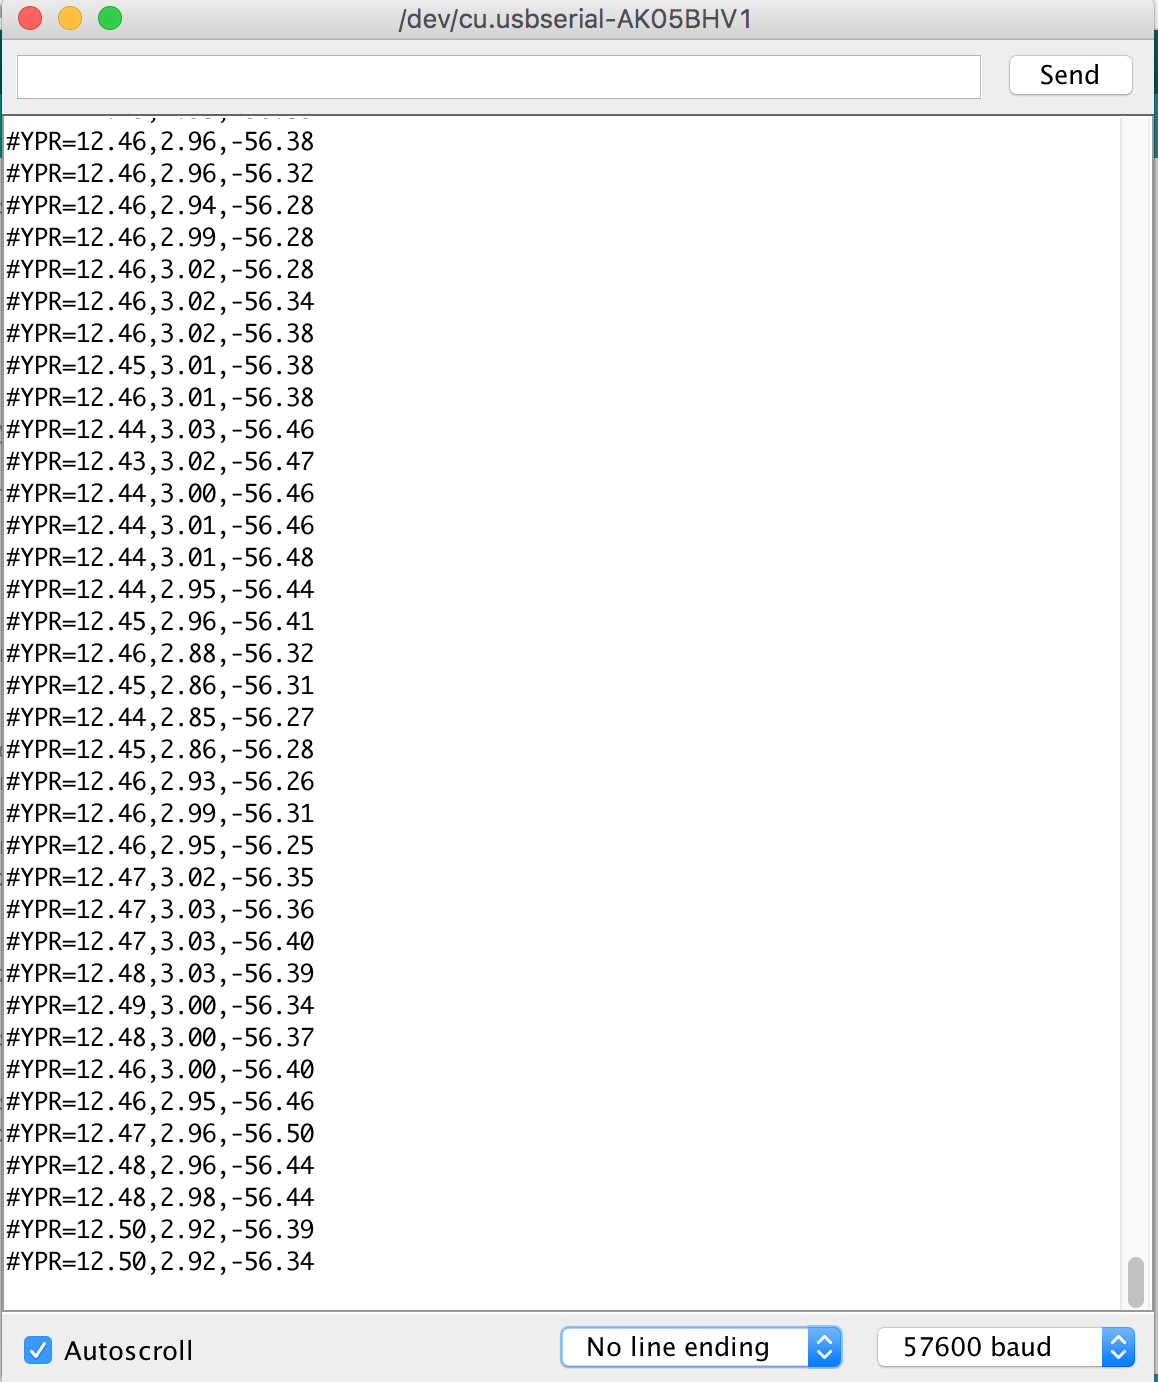 /dev/cu.usbserial-AK05BHV1
Send
#YPR=12.46,2.96,-56.38
#YPR=12.46,2.96,-56.32
#YPR=12.46,2.94,-56.28
#YPR=12.46,2.99,-56.28
#YPR=12.46,3.02,-56.28
#YPR=12.46,3.02,-56.34
#YPR=12.46,3.02,-56.38
#YPR=12.45,3.01,-56.38
#YPR=12.46,3.01,-56.38
#YPR=12.44,3.03,-56.46
#YPR=12.43,3.02,-56.47
#YPR=12.44,3.00,-56.46
#YPR=12.44,3.01,-56.46
#YPR=12.44,3.01,-56.48
#YPR=12.44,2.95,-56.44
#YPR=12.45,2.96,-56.41
#YPR=12.46,2.88,-56.32
#YPR=12.45,2.86,-56.31
#YPR=12.44,2.85,-56.27
#YPR=12.45,2.86,-56.28
#YPR=12.46,2.93,-56.26
#YPR=12.46,2.99,-56.31
#YPR=12.46,2.95,-56.25
#YPR=12.47,3.02,-56.35
#YPR=12.47,3.03,-56.36
#YPR=12.47,3.03,-56.40
#YPR=12.48,3.03,-56.39
#YPR=12.49,3.00,-56.34
#YPR=12.48,3.00,-56.37
#YPR=12.46,3.00,-56.40
#YPR=12.46,2.95,-56.46
#YPR=12.47,2.96,-56.50
#YPR=12.48,2.96,-56.44
#YPR=12.48,2.98,-56.44
#YPR=12.50,2.92,-56.39
#YPR=12.50,2.92,-56.34
Autoscroll
No line ending
57600 baud